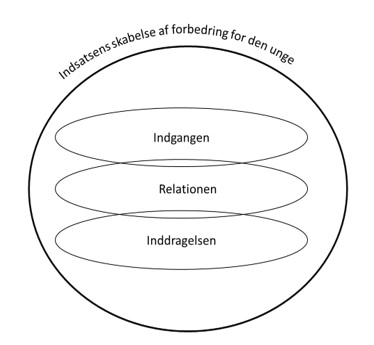 Indsatsens skabelse af forbedring for den unge
Indgangen
Relationen
Inddragelsen